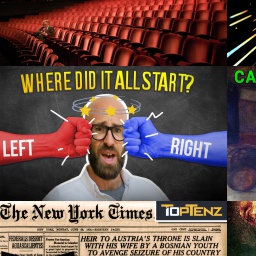 WHERE DID IT ALL START?
LEFT
RIGHT
CA
The New York Times
TOPTENZ
HEIR TO AUSTRIA'S THRONE IS SLAIN
WITH HIS WIFE BY A BOSNIAN YOUTH
TO AVENGE SEIZURE OF HIS COUNTRY